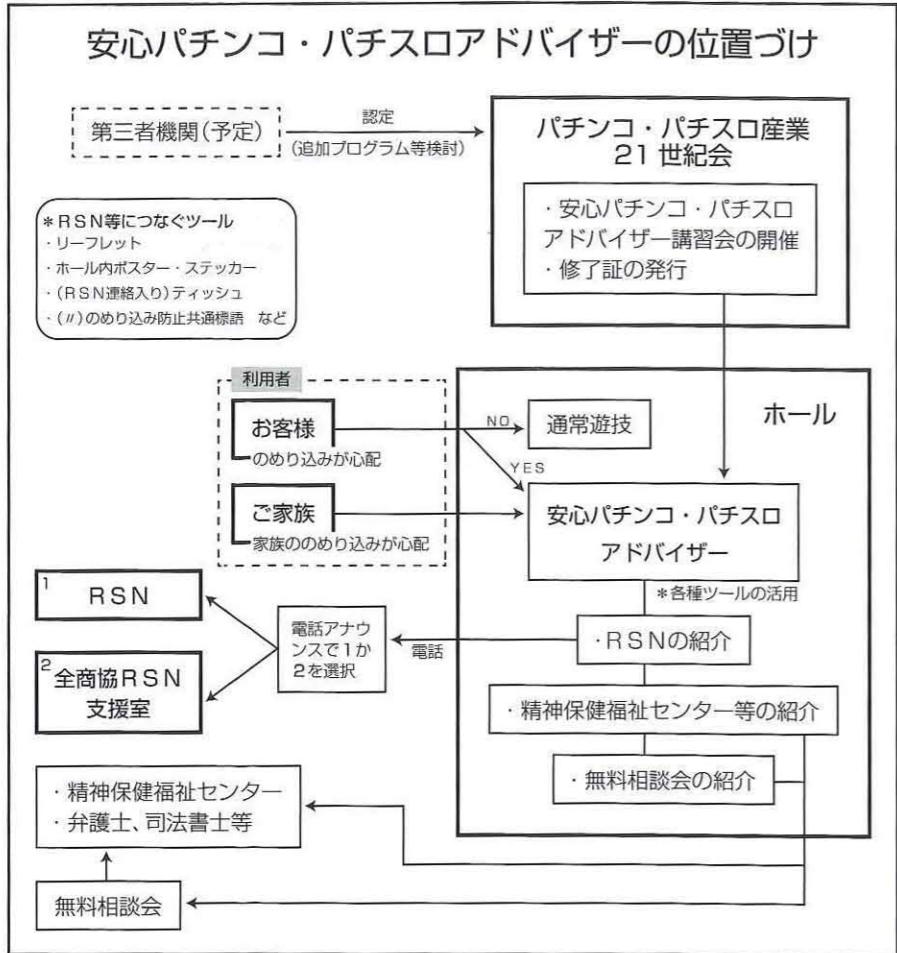 安心パチンコ・パチスロアドバイザーの位置づけ
第三者機関(予定)
認定
(追加プログラム等検討)
パチンコ・パチスロ産業
21世紀会
・安心パチンコ・パチスロ
アドバイザー講習会の開催
・修了証の発行
*RSN等につなぐツール
・リーフレット
・ホール内ポスター・ステッカー
・(RSN連絡入り)ティッシュ
・(〃)のめり込み防止共通標語 など
利用者
お客様
のめり込みが心配
ご家族
家族ののめり込みが心配
NO
YES
ホール
通常遊技
安心パチンコ・パチスロ
アドバイザー
*各種ツールの活用
・RSNの紹介
・精神保健福祉センター等の紹介
・無料相談会の紹介
電話
電話アナウ
ンスで1か
2を選択
1
RSN
2
全商協RSN
支援室
・精神保健福祉センター
・弁護士、司法書士等
無料相談会